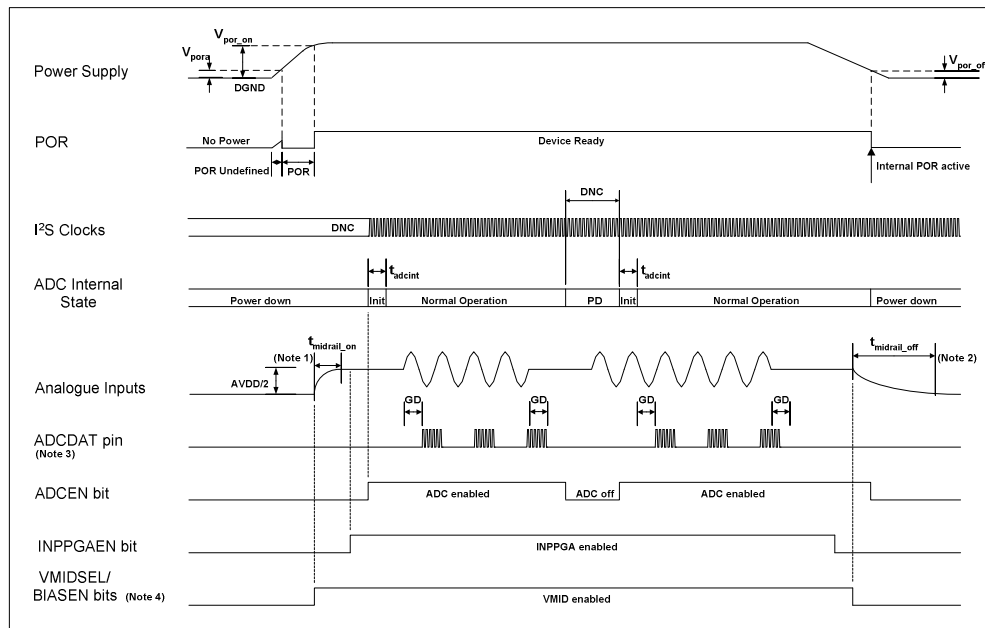 V por_on
V pora
V por_off
Power Supply
DGND
POR
No Power
Device Ready
POR Undefined
POR
Internal POR active
DNC
I²S Clocks
DNC
t adcint
t adcint
ADC Internal
State
Power down
Init
Normal Operation
PD
Init
Normal Operation
Power down
t midrail_on
t midrail_off
(Note 1)
(Note 2)
Analogue Inputs
AVDD/2
GD
GD
GD
GD
ADCDAT pin
(Note 3)
ADCEN bit
ADC enabled
ADC off
ADC enabled
INPPGAEN bit
INPPGA enabled
VMIDSEL/
BIASEN bits (Note 4)
VMID enabled